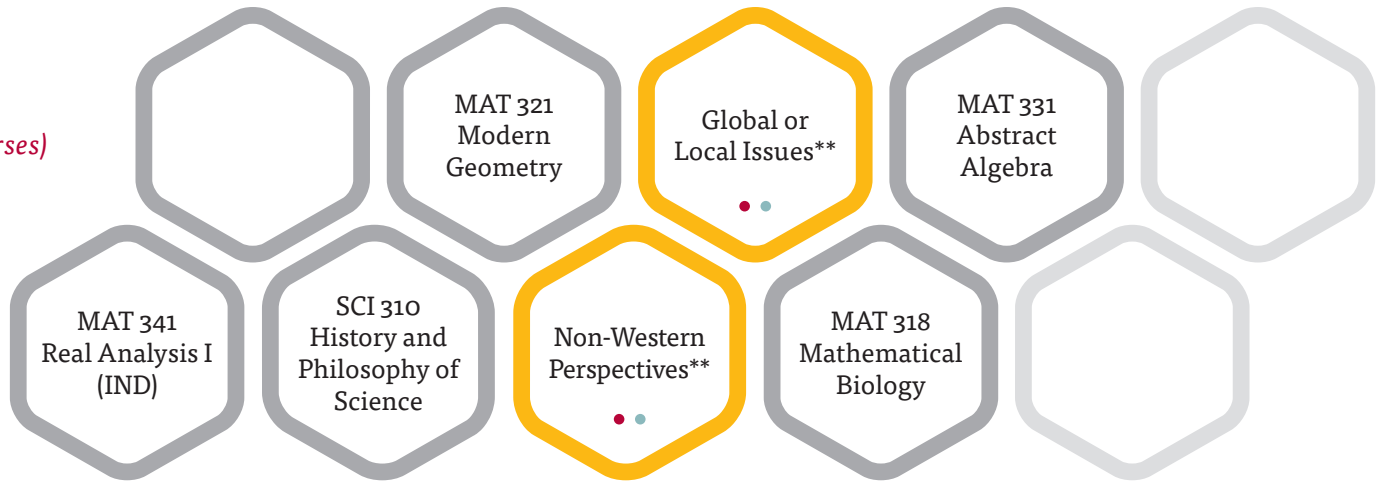 rses)
MAT 321
Modern
Geometry
Global or
Local Issues**
MAT 331
Abstract
Algebra
MAT 341
Real Analysis I
(IND)
SCI 310
History and
Philosophy of
Science
Non-Western
Perspectives**
MAT 318
Mathematical
Biology